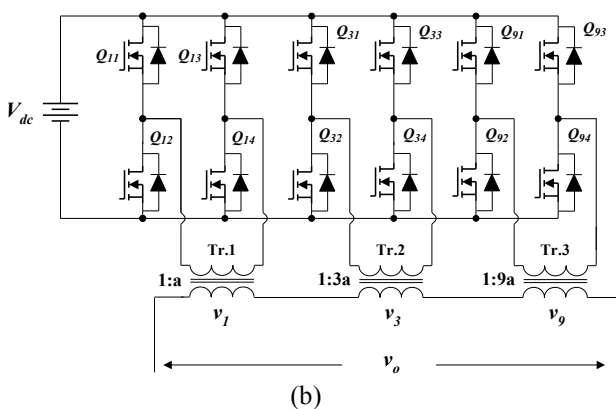 Q11 Q13 Q31 Q33 Q91 Q93
Vdc
Q12 Q14 Q32 Q34 Q92 Q94
Tr.1 Tr.2 Tr.3
1:a 1:3a 1:9a
v1 v3 v9
vo
(b)